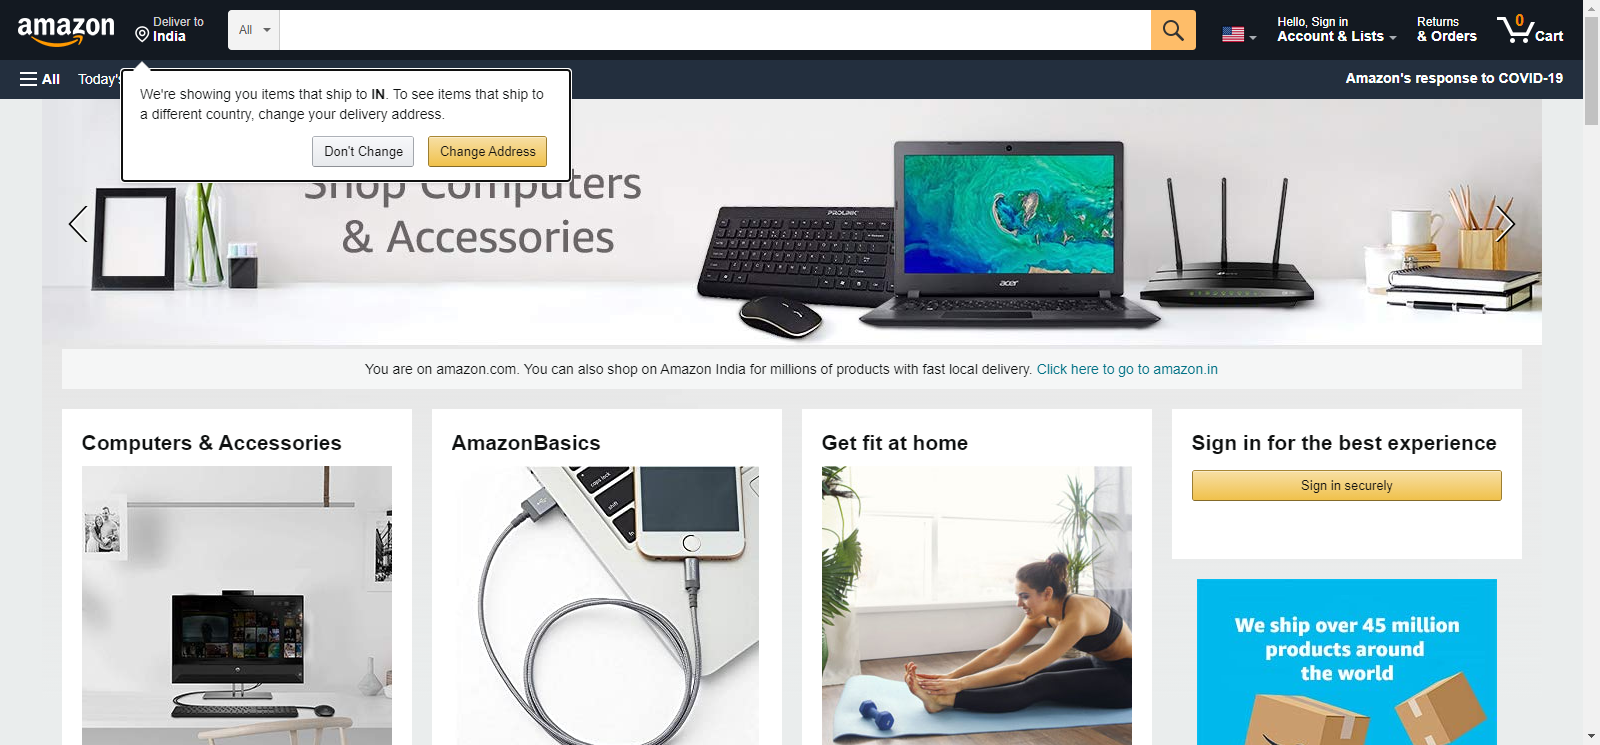 amazon
Deliver to
India
All
Hello, Sign in
Account & Lists
Returns
& Orders
0
Cart
All
Today's
Amazon's response to COVID-19
We're showing you items that ship to IN. To see items that ship to
a different country, change your delivery address.
Don't Change
Change Address
Shop Computers
& Accessories
PROLiNK
acer
You are on amazon.com. You can also shop on Amazon India for millions of products with fast local delivery. Click here to go to amazon.in
Computers & Accessories
AmazonBasics
Get fit at home
Sign in for the best experience
Sign in securely
caps lock
shift
We ship over 45 million
products around
the world